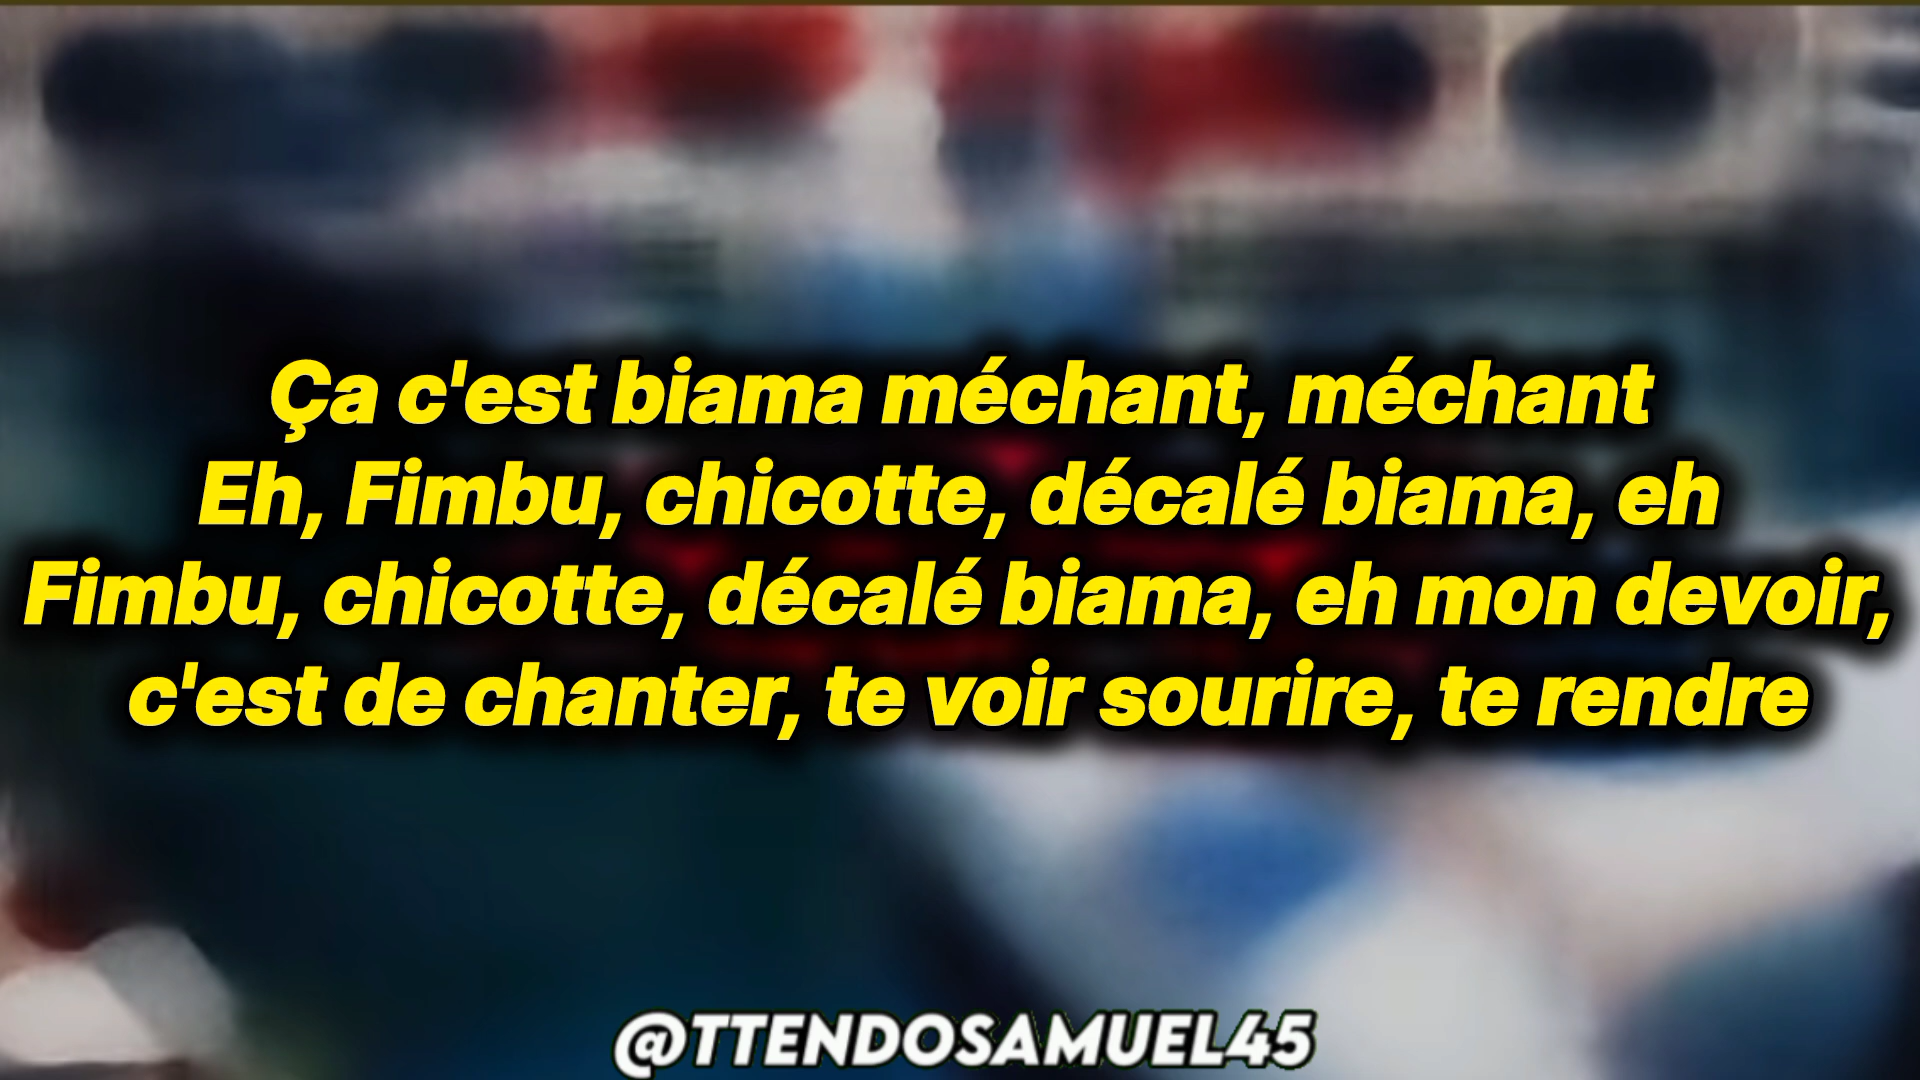 Ça c'est biama méchant, méchant
Eh, Fimbu, chicotte, décalé biama, eh
Fimbu, chicotte, décalé biama, eh mon devoir,
c'est de chanter, te voir sourire, te rendre
@TTENDOSAMUEL45